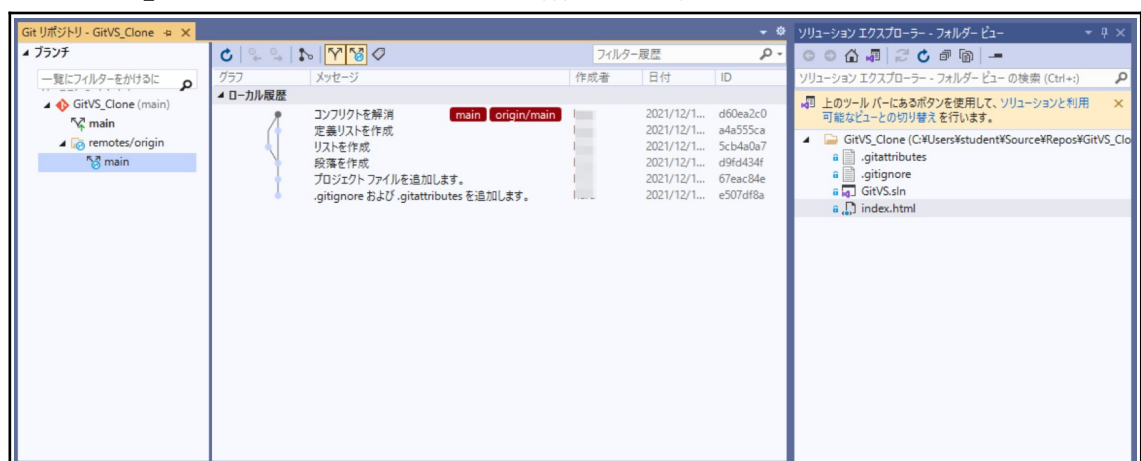 Git リポジトリ - GitVS_Clone
ブランチ
一覧にフィルターをかけるに
GitVS_Clone (main)
main
remotes/origin
main
フィルター履歴
グラフ メッセージ 作成者 日付 ID
ローカル履歴
コンフリクトを解消 main origin/main 2021/12/1... d60ea2c0
定義リストを作成 2021/12/1... a4a555ca
リストを作成 2021/12/1... 5cb4a0a7
段落を作成 2021/12/1... d9fd434f
プロジェクト ファイルを追加します。 2021/12/1... 67eac84e
.gitignore および .gitattributes を追加します。 2021/12/1... e507df8a
ソリューション エクスプローラー - フォルダー ビュー
ソリューション エクスプローラー - フォルダー ビュー の検索 (Ctrl+:)
上のツール バーにあるボタンを使用して、ソリューションと利用
可能なビューとの切り替え を行います。
GitVS_Clone (C:¥Users¥student¥Source¥Repos¥GitVS_Clo
.gitattributes
.gitignore
GitVS.sln
index.html